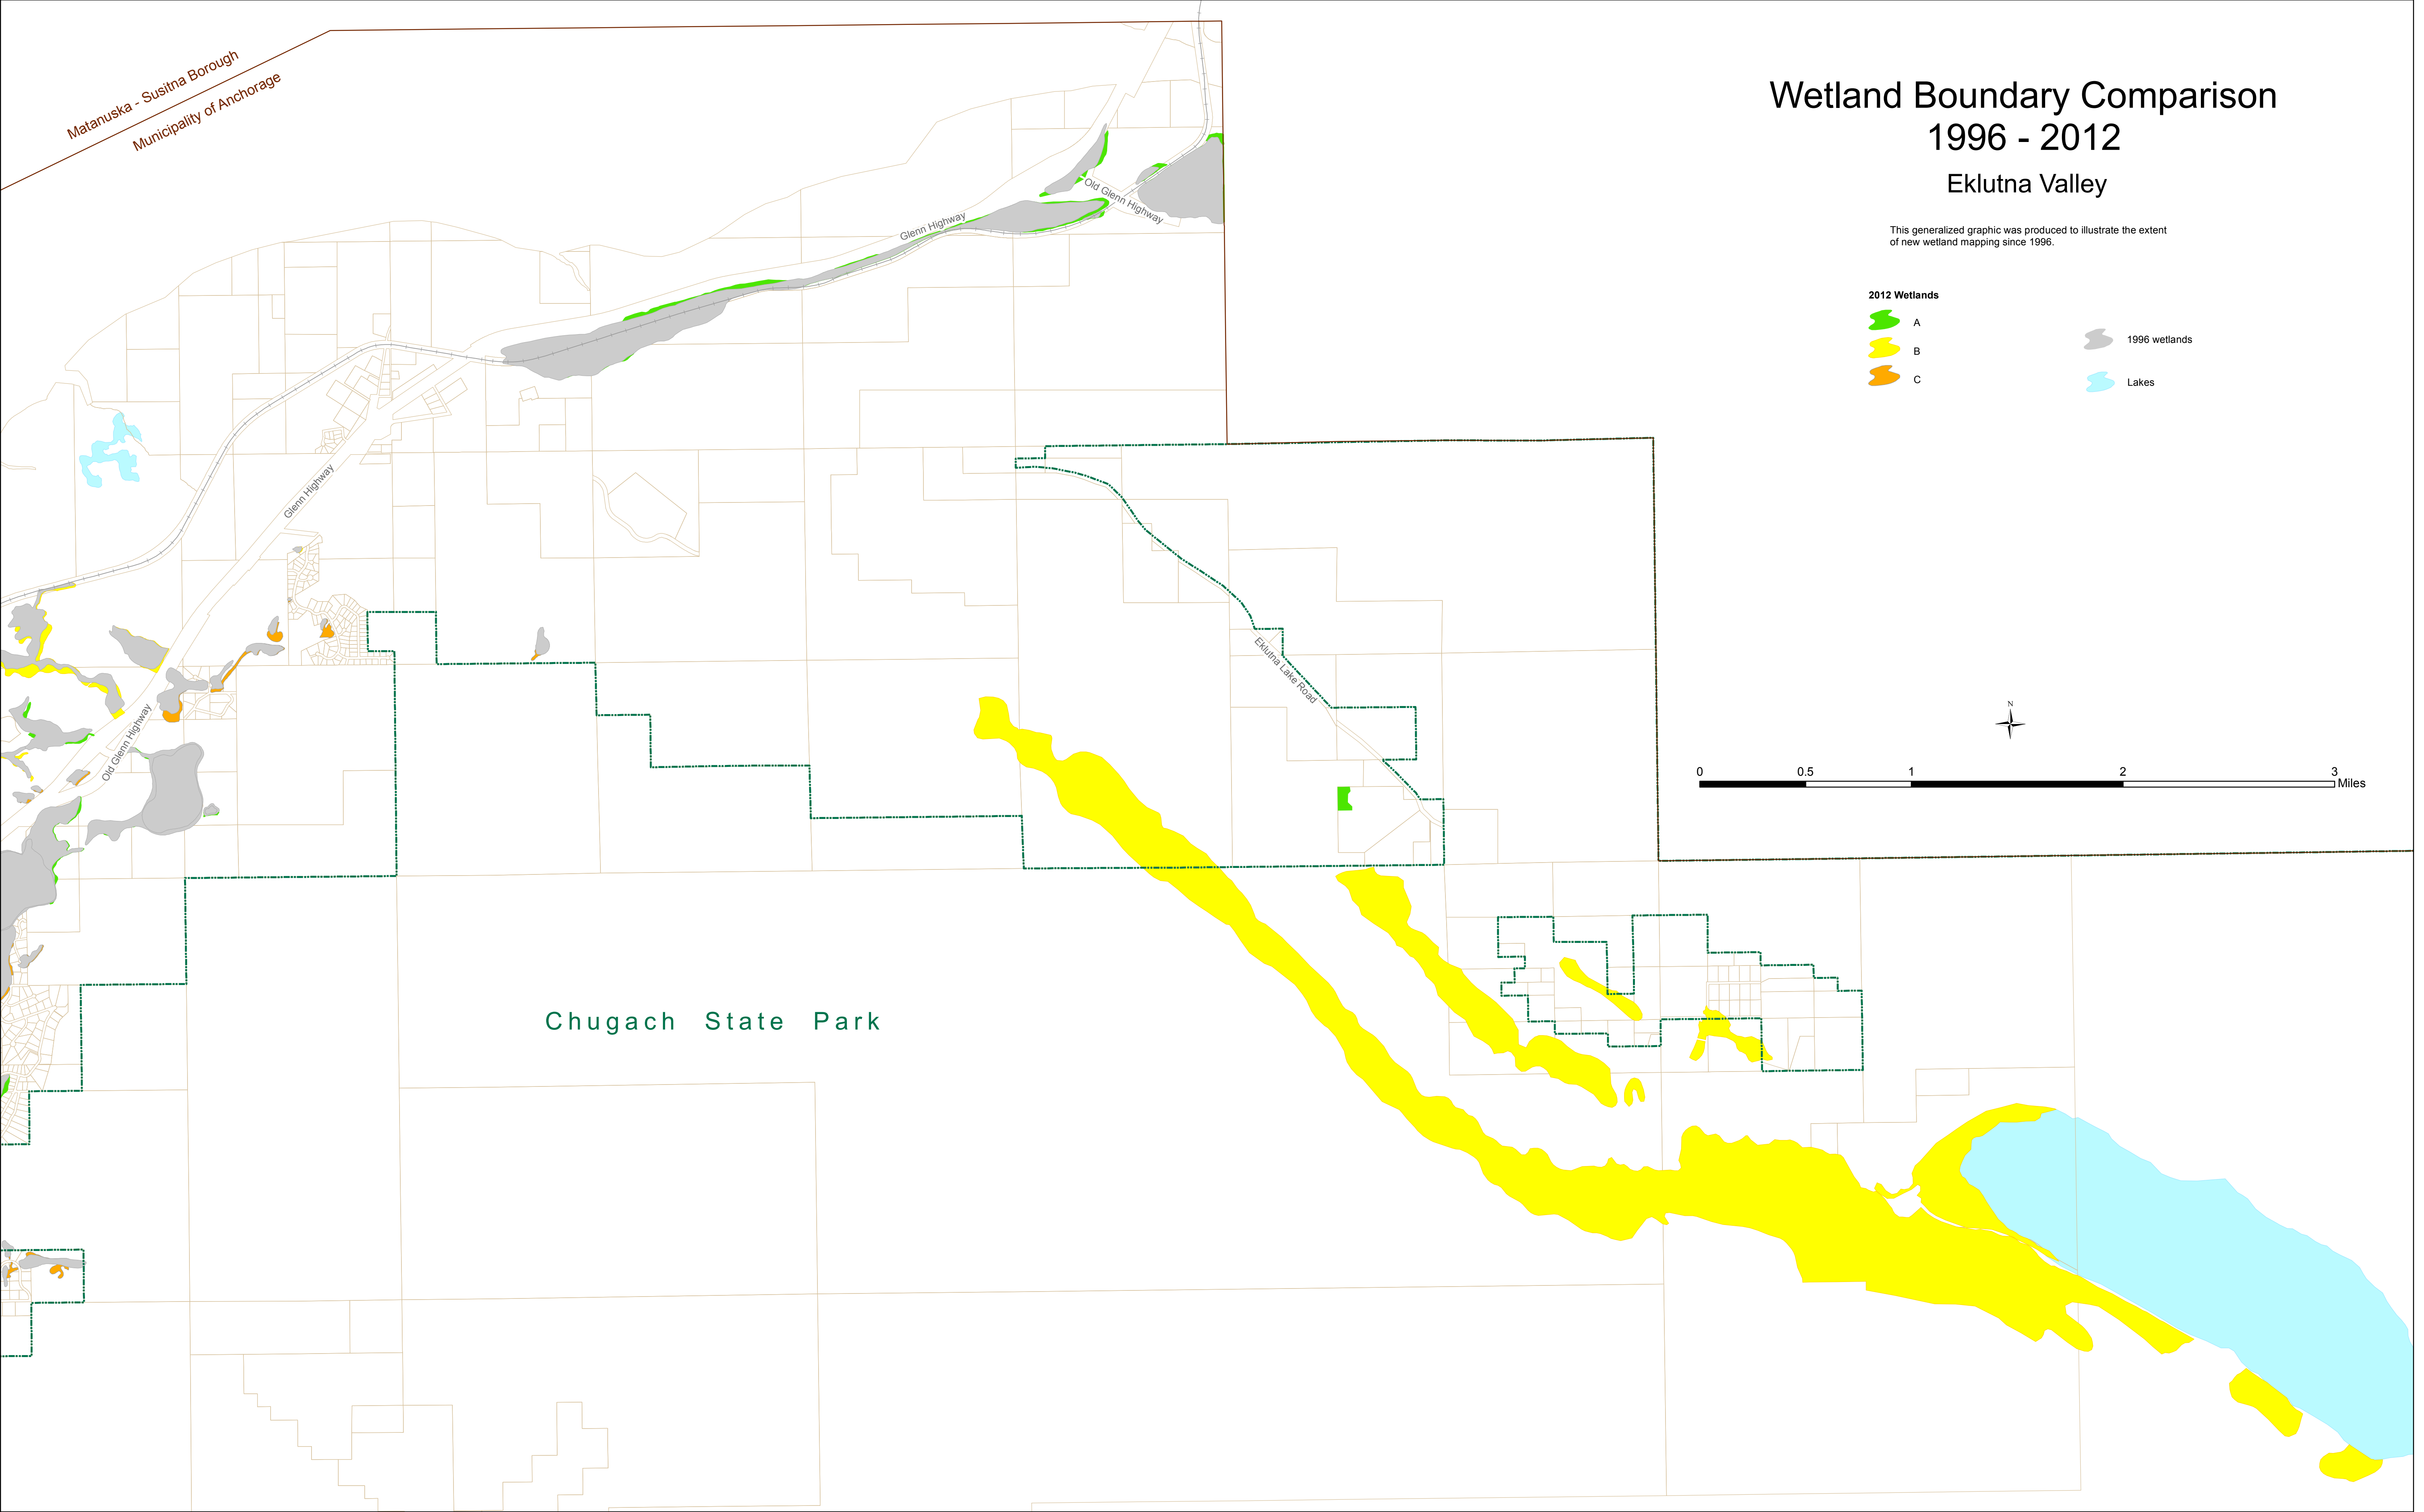 Wetland Boundary Comparison
1996 - 2012
Eklutna Valley
This generalized graphic was produced to illustrate the extent
of new wetland mapping since 1996.
2012 Wetlands
A
B
C
1996 wetlands
Lakes
Matanuska - Susitna Borough
Municipality of Anchorage
Old Glenn Highway
Glenn Highway
Glenn Highway
Eklutna Lake Road
Old Glenn Highway
N
0 0.5 1 2 3
Miles
Chugach State Park